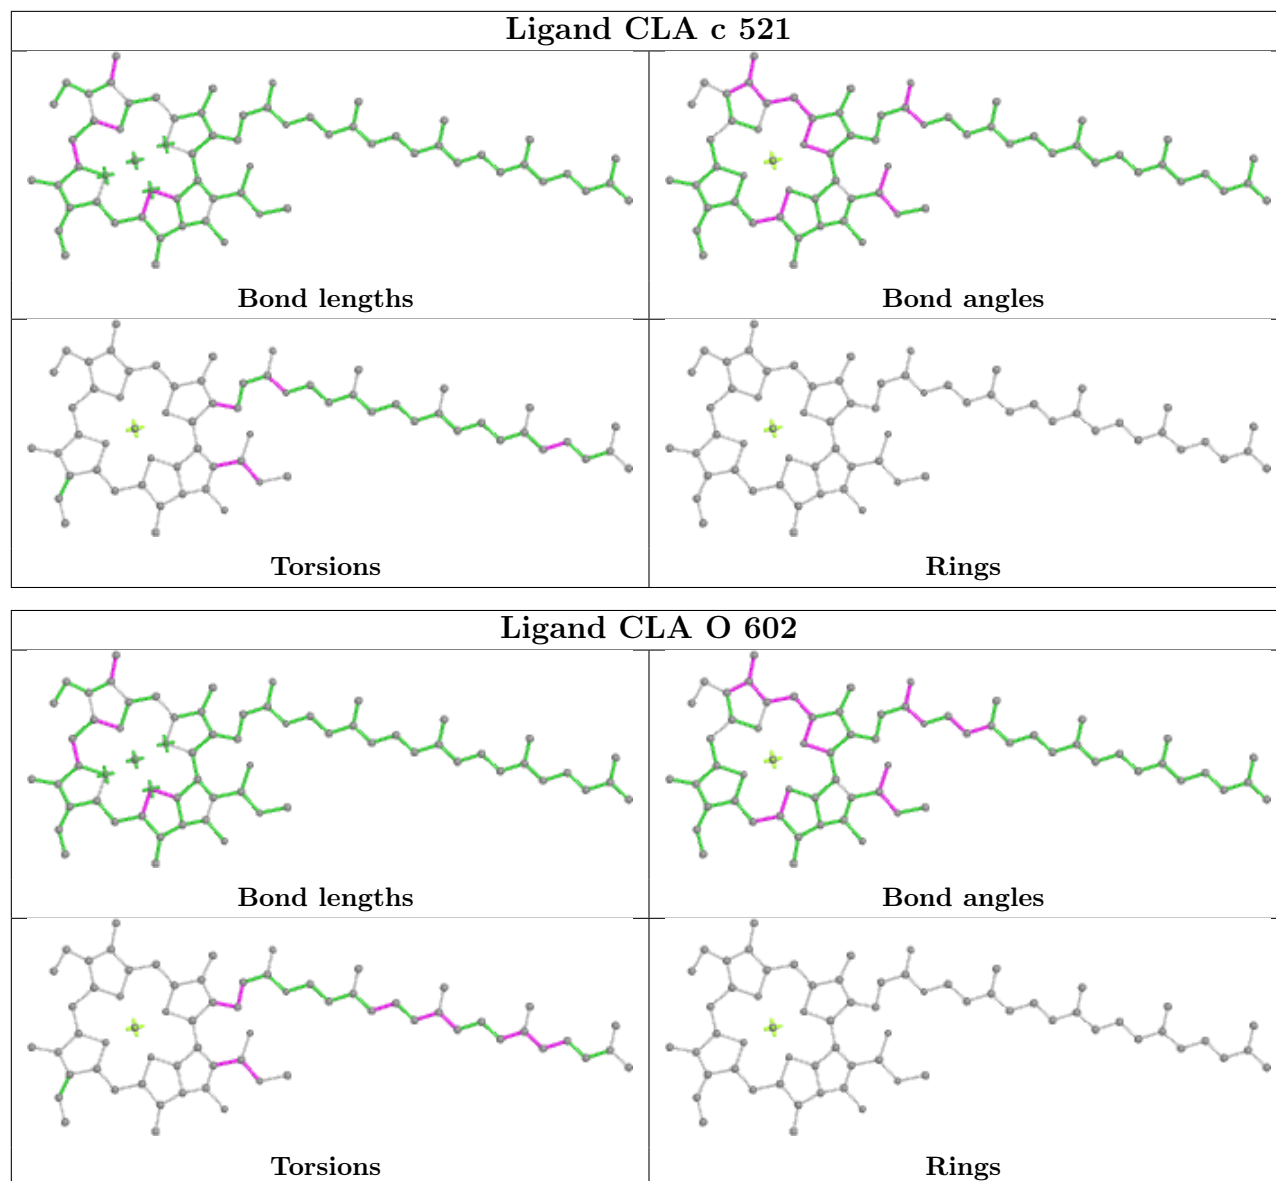 Ligand CLA c 521
Bond lengths
Bond angles
Torsions
Rings
Ligand CLA O 602
Bond lengths
Bond angles
Torsions
Rings